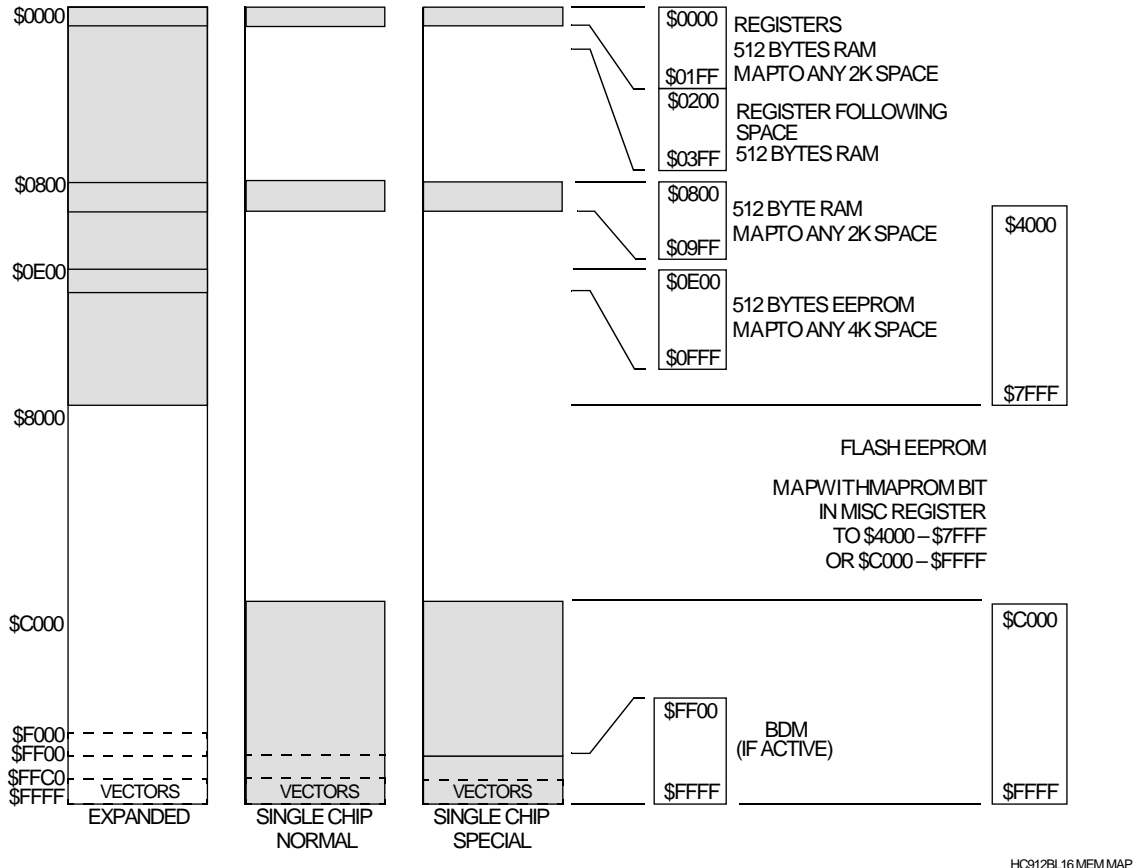 $0000
$0800
$0E00
$8000
$C000
$F000
$FF00
$FFC0
$FFFF
VECTORS
EXPANDED
VECTORS
SINGLE CHIP
NORMAL
VECTORS
SINGLE CHIP
SPECIAL
$0000
$01FF
REGISTERS
512 BYTES RAM
MAP TO ANY 2K SPACE
$0200
$03FF
REGISTER FOLLOWING
SPACE
512 BYTES RAM
$0800
$09FF
512 BYTE RAM
MAP TO ANY 2K SPACE
$0E00
$0FFF
512 BYTES EEPROM
MAP TO ANY 4K SPACE
$4000
$7FFF
FLASH EEPROM
MAP WITH MAPROM BIT
IN MISC REGISTER
TO $4000 – $7FFF
OR $C000 – $FFFF
$FF00
$FFFF
BDM
(IF ACTIVE)
$C000
$FFFF
HC912BL16 MEM MAP